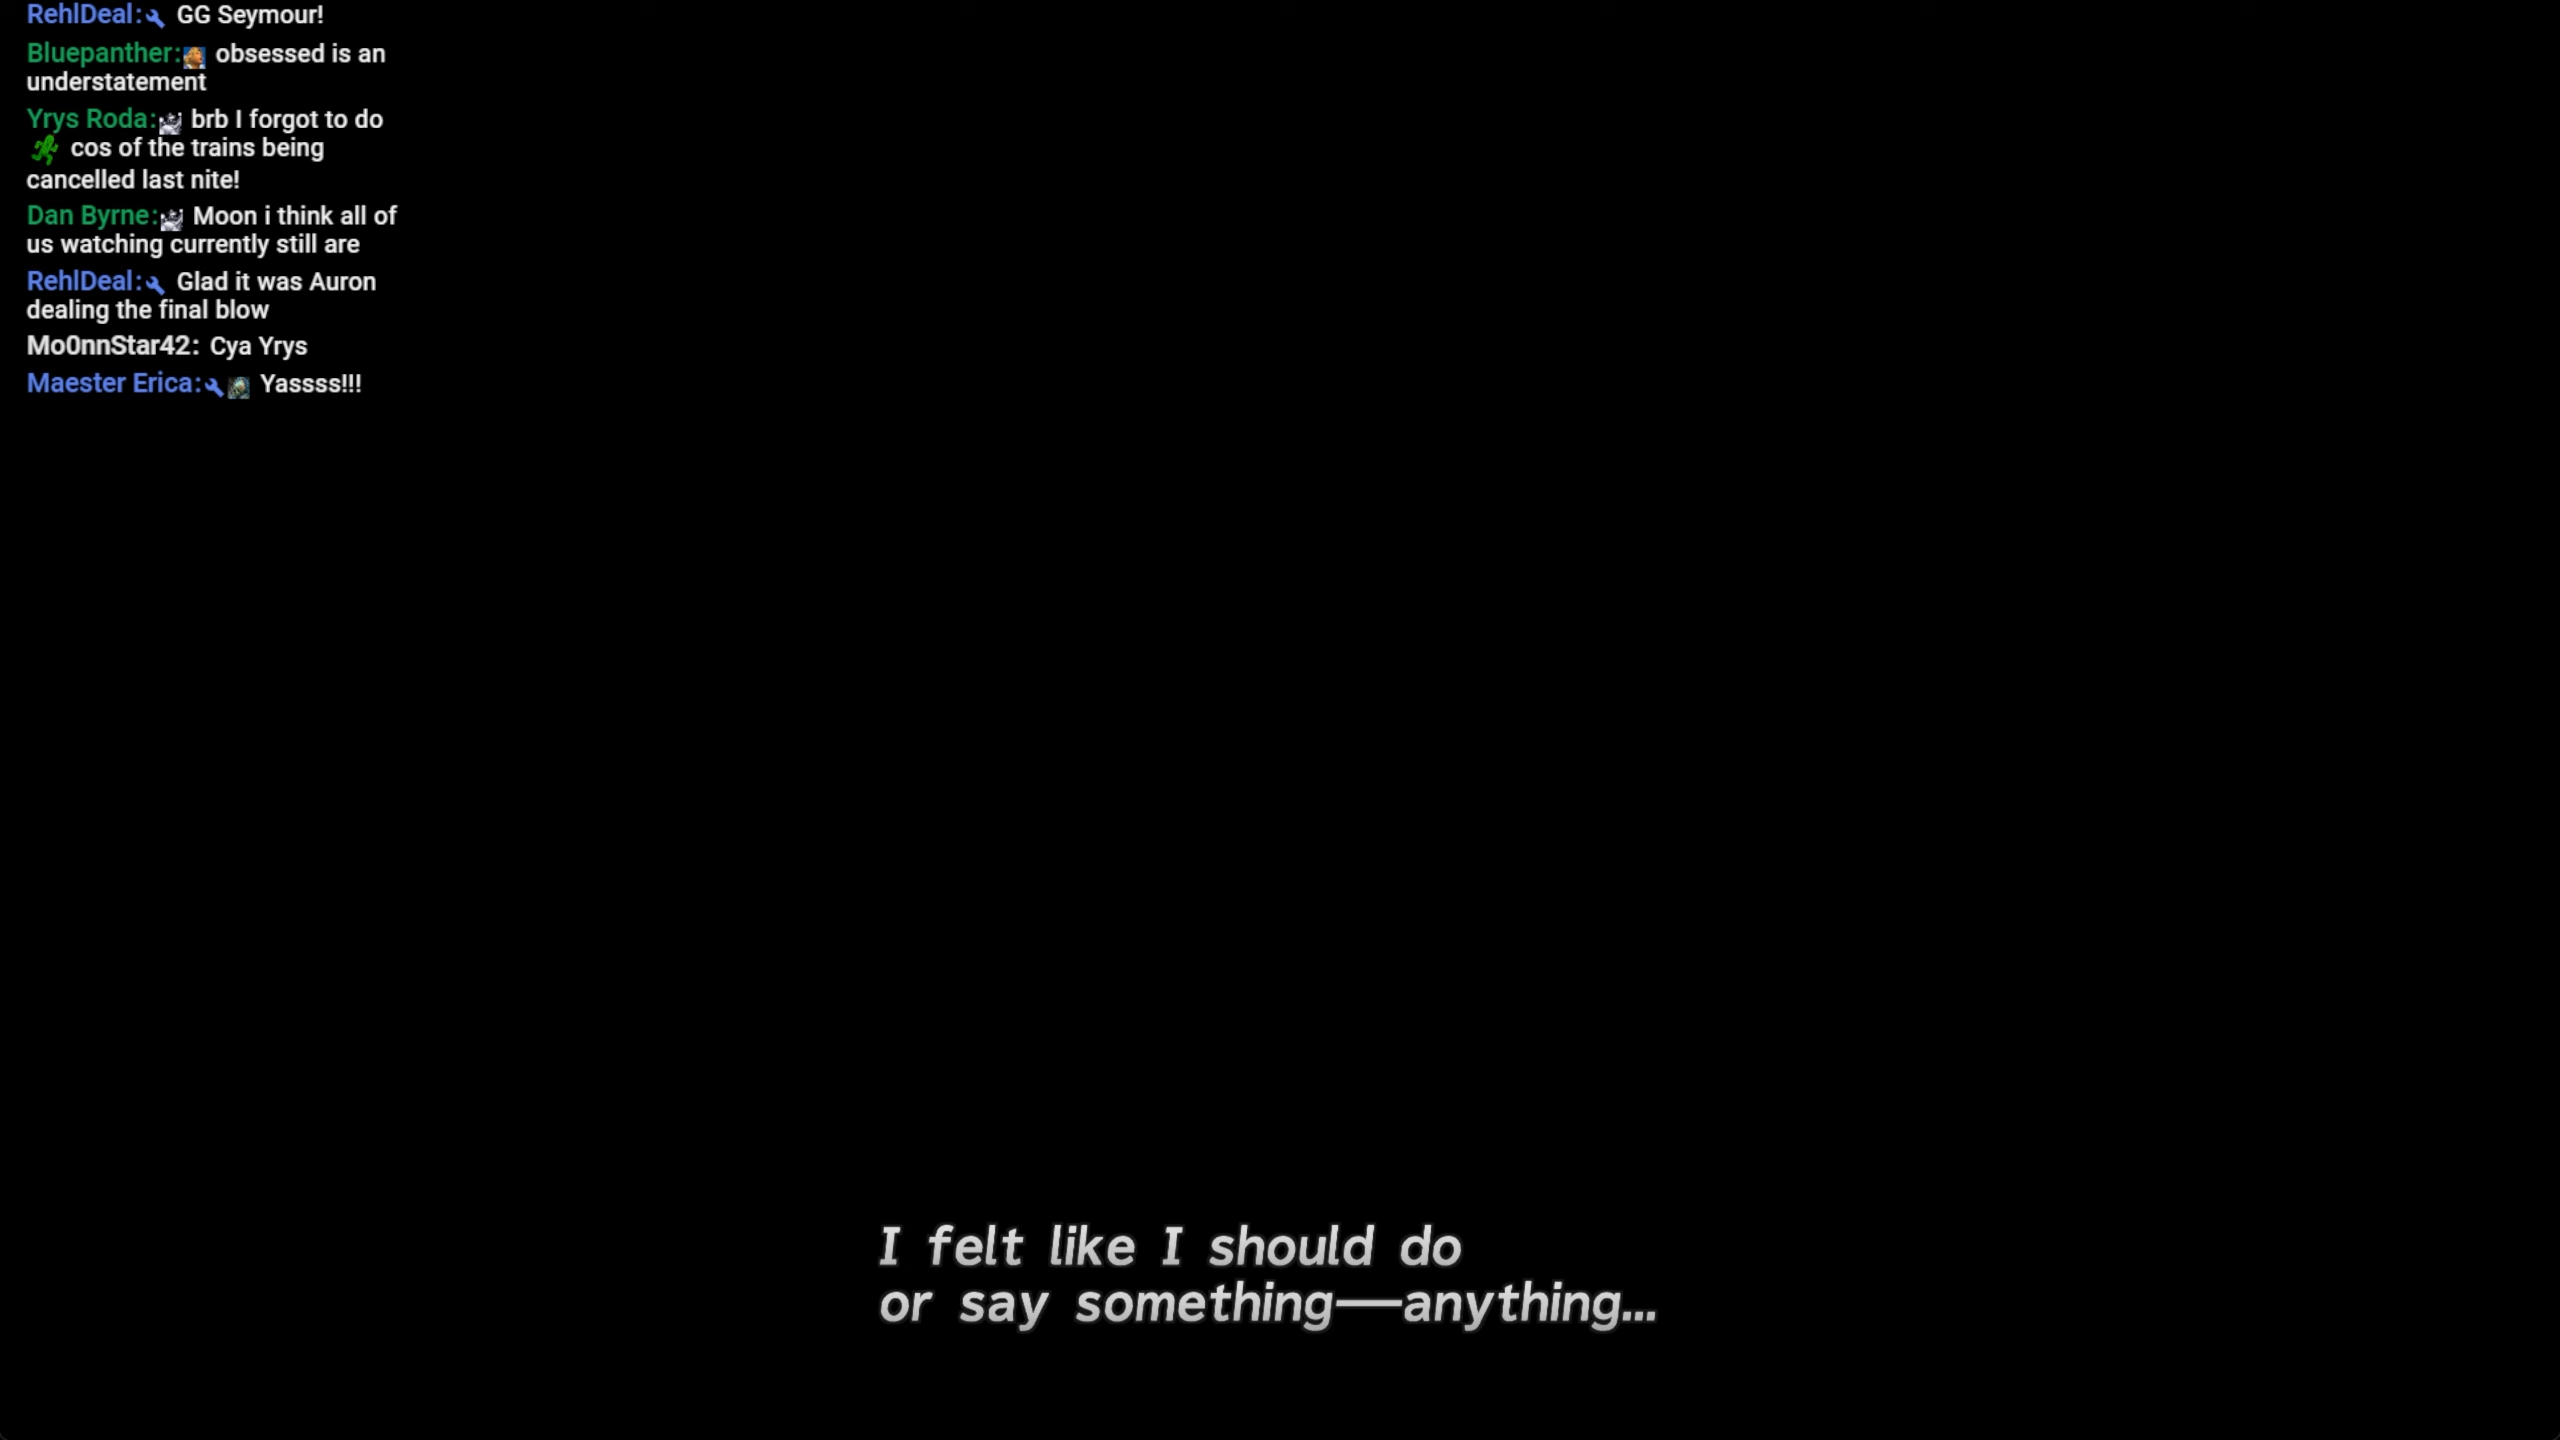 RehlDeal: GG Seymour!
Bluepanther: obsessed is an
understatement
Yrys Roda: brb I forgot to do
cos of the trains being
cancelled last nite!
Dan Byrne: Moon i think all of
us watching currently still are
RehlDeal: Glad it was Auron
dealing the final blow
Mo0nnStar42: Cya Yrys
Maester Erica: Yassss!!!
I felt like I should do
or say something——anything...